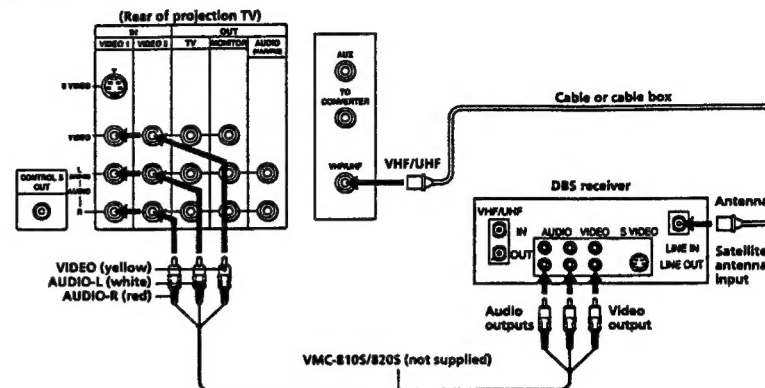 (Rear of projection TV)
IN
OUT
VIDEO 1
VIDEO 2
TV
MONITOR
AUDIO
S VIDEO
VIDEO
L
AUDIO
R
CONTROL S
OUT
AUX
TO
CONVERTER
VHF/UHF
VHF/UHF
Cable or cable box
DBS receiver
VHF/UHF
IN
OUT
AUDIO
VIDEO
S VIDEO
LINE IN
LINE OUT
Antenna
Satellite
antenna
input
VIDEO (yellow)
AUDIO-L (white)
AUDIO-R (red)
Audio
outputs
Video
output
VMC-810S/820S (not supplied)